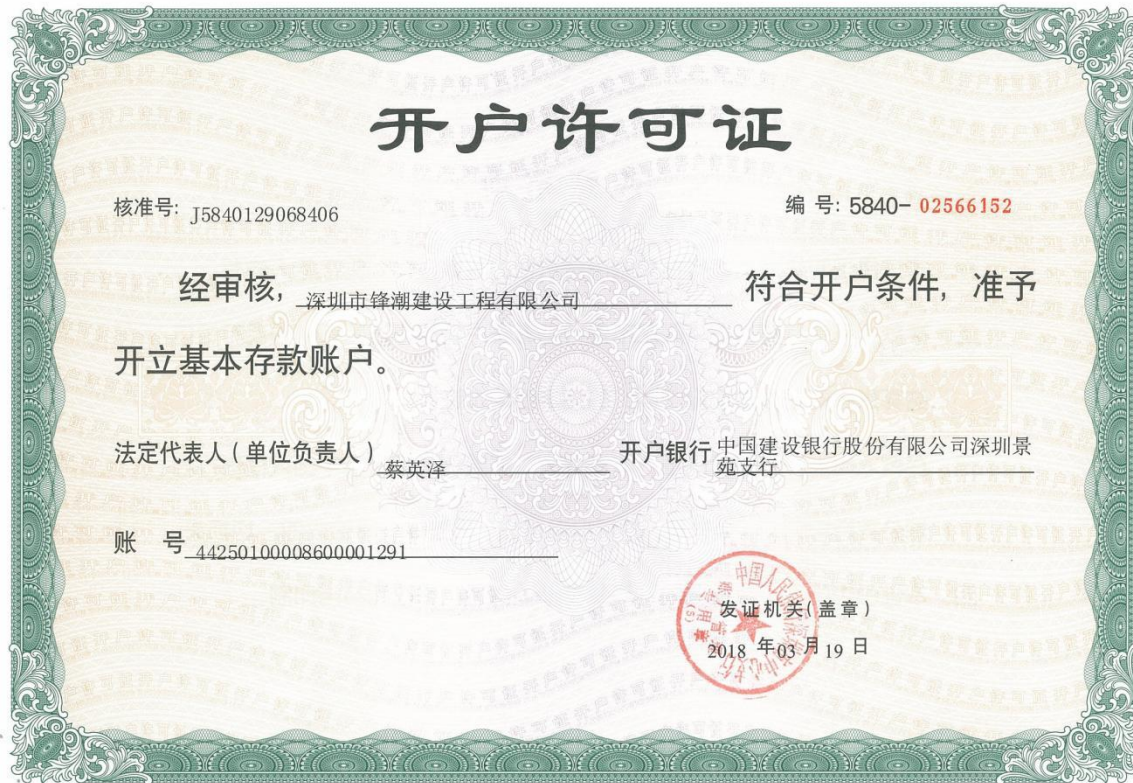 开户许可证
核准号: J5840129068406
编 号: 5840- 02566152
经审核, 深圳市锋潮建设工程有限公司 符合开户条件, 准予
开立基本存款账户。
法定代表人(单位负责人) 蔡英泽
开户银行 中国建设银行股份有限公司深圳景
苑支行
账 号 44250100008600001291
发证机关(盖章)
2018 年 03 月 19 日